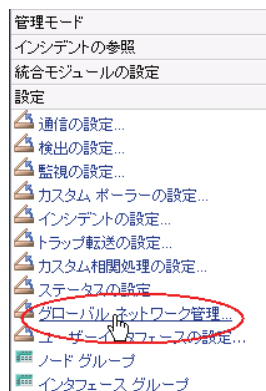 管理モード
インシデントの参照
統合モジュールの設定
設定
通信の設定...
検出の設定...
監視の設定...
カスタム ポーラーの設定...
インシデントの設定...
トラップ転送の設定...
カスタム相関処理の設定...
ステータスの設定...
グローバル ネットワーク管理...
ユーザーインタフェースの設定...
ノード グループ
インタフェース グループ